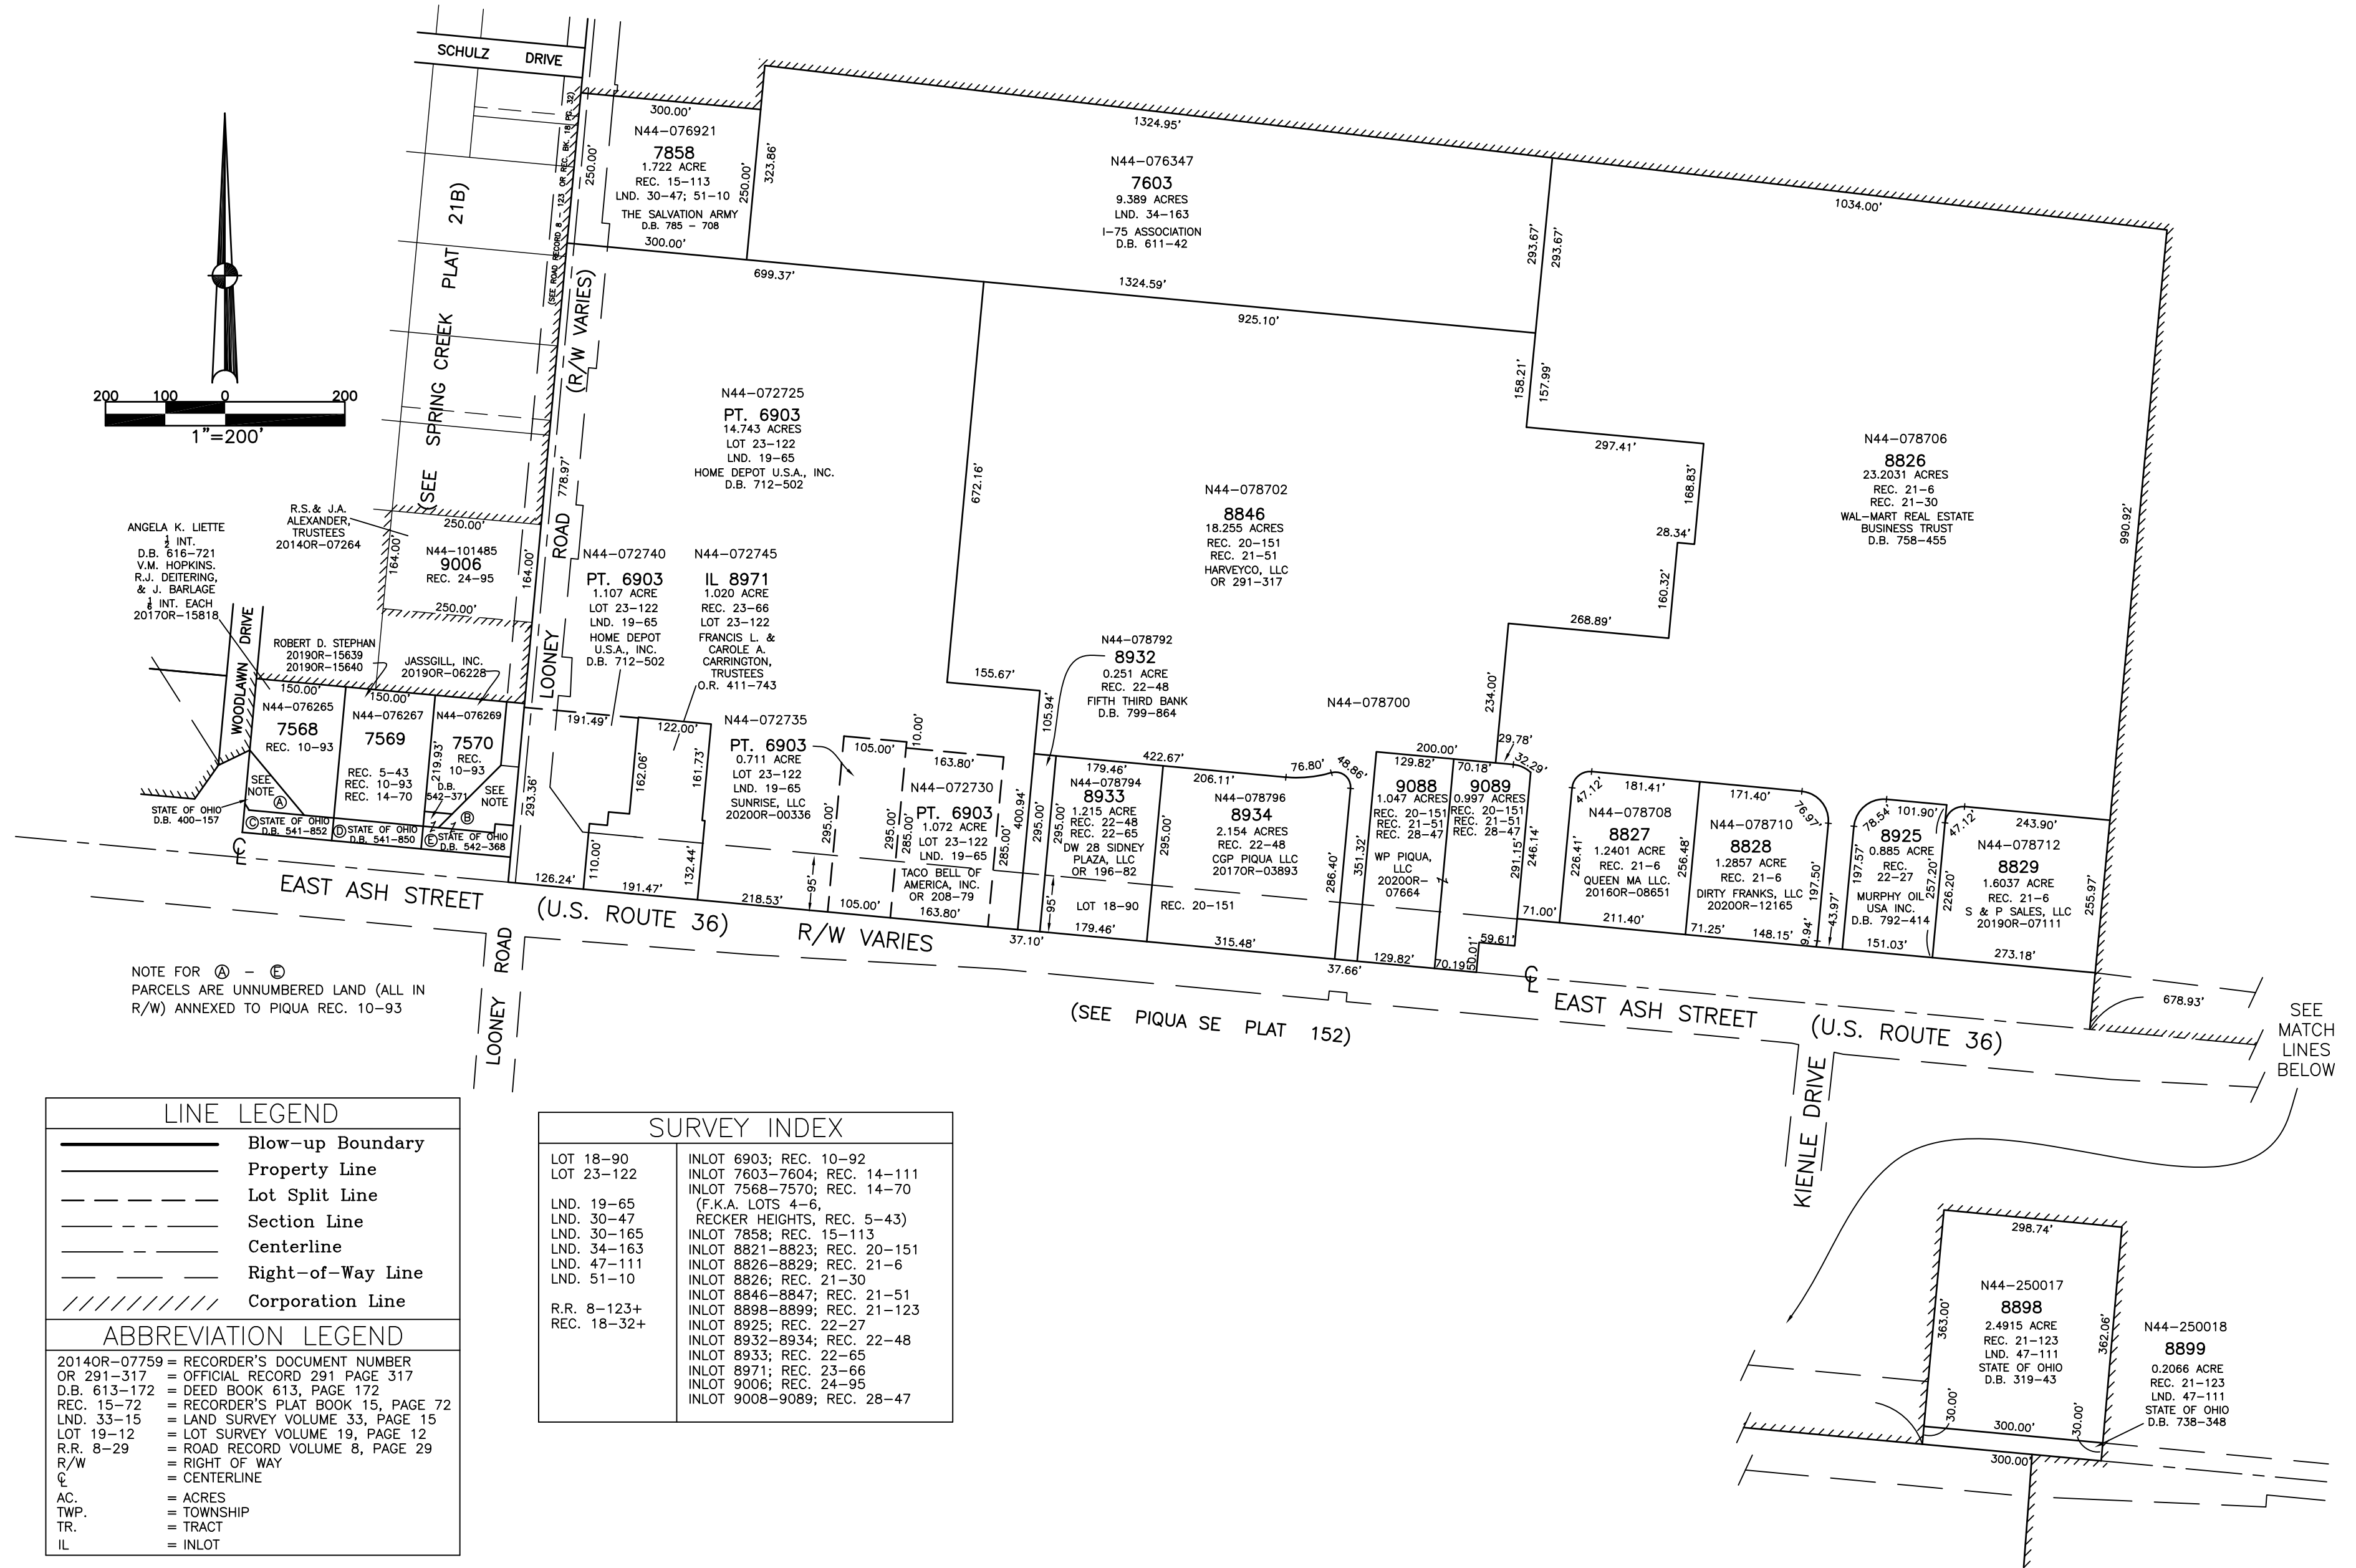 SCHULZ DRIVE
(SEE ROAD RECORD 8 - 123 OR REC. BK. 18 PG. 32)
(SEE SPRING CREEK PLAT 21B)
LOONEY ROAD (R/W VARIES)
250.00'
778.97'
300.00'
N44-076921
7858
1.722 ACRE
REC. 15-113
LND. 30-47; 51-10
THE SALVATION ARMY
D.B. 785 - 708
300.00'
250.00'
323.86'
1324.95'
N44-076347
7603
9.389 ACRES
LND. 34-163
I-75 ASSOCIATION
D.B. 611-42
1324.59'
293.67'
293.67'
1034.00'
699.37'
925.10'
200 100 0 200
1"=200'
N44-072725
PT. 6903
14.743 ACRES
LOT 23-122
LND. 19-65
HOME DEPOT U.S.A., INC.
D.B. 712-502
672.16'
155.67'
105.94'
N44-078702
8846
18.255 ACRES
REC. 20-151
REC. 21-51
HARVEYCO, LLC
OR 291-317
158.21'
157.99'
297.41'
168.83'
28.34'
160.32'
268.89'
234.00'
N44-078706
8826
23.2031 ACRES
REC. 21-6
REC. 21-30
WAL-MART REAL ESTATE
BUSINESS TRUST
D.B. 758-455
990.92'
R.S.& J.A.
ALEXANDER,
TRUSTEES
2014OR-07264
250.00'
N44-101485
9006
REC. 24-95
164.00'
164.00'
250.00'
ANGELA K. LIETTE
1/2 INT.
D.B. 616-721
V.M. HOPKINS.
R.J. DEITERING,
& J. BARLAGE
1/6 INT. EACH
2017OR-15818
WOODLAWN DRIVE
ROBERT D. STEPHAN
2019OR-15639
2019OR-15640
JASSGILL, INC.
2019OR-06228
150.00'
N44-076265
7568
REC. 10-93
150.00'
N44-076267
7569
REC. 5-43
REC. 10-93
REC. 14-70
N44-076269
7570
REC.
10-93
219.93'
D.B.
542-371
SEE
NOTE
A
SEE
NOTE
B
STATE OF OHIO
D.B. 400-157
C STATE OF OHIO
D.B. 541-852
D STATE OF OHIO
D.B. 541-850
E STATE OF OHIO
D.B. 542-368
293.36'
N44-072740
PT. 6903
1.107 ACRE
LOT 23-122
LND. 19-65
HOME DEPOT
U.S.A., INC.
D.B. 712-502
191.49'
162.06'
110.00'
N44-072745
IL 8971
1.020 ACRE
REC. 23-66
LOT 23-122
FRANCIS L. &
CAROLE A.
CARRINGTON,
TRUSTEES
O.R. 411-743
122.00'
161.73'
132.44'
126.24'
191.47'
218.53'
N44-072735
PT. 6903
0.711 ACRE
LOT 23-122
LND. 19-65
SUNRISE, LLC
2020OR-00336
105.00'
10.00'
295.00'
295.00'
95'
105.00'
163.80'
N44-072730
PT. 6903
1.072 ACRE
LOT 23-122
LND. 19-65
TACO BELL OF
AMERICA, INC.
OR 208-79
285.00'
285.00'
163.80'
400.94'
37.10'
N44-078792
8932
0.251 ACRE
REC. 22-48
FIFTH THIRD BANK
D.B. 799-864
422.67'
295.00'
295.00'
95'
179.46'
N44-078794
8933
1.215 ACRE
REC. 22-48
REC. 22-65
DW 28 SIDNEY
PLAZA, LLC
OR 196-82
LOT 18-90
179.46'
295.00'
206.11'
76.80'
48.86'
N44-078796
8934
2.154 ACRES
REC. 22-48
CGP PIQUA LLC
2017OR-03893
REC. 20-151
286.40'
315.48'
37.66'
N44-078700
200.00'
29.78'
32.29'
351.32'
129.82'
9088
1.047 ACRES
REC. 20-151
REC. 21-51
REC. 28-47
WP PIQUA,
LLC
2020OR-
07664
129.82'
70.18'
9089
0.997 ACRES
REC. 20-151
REC. 21-51
REC. 28-47
291.15'
246.14'
70.19'
50.01'
59.61'
71.00'
47.12'
181.41'
N44-078708
8827
1.2401 ACRE
REC. 21-6
QUEEN MA LLC.
2016OR-08651
226.41'
211.40'
256.48'
171.40'
76.97'
N44-078710
8828
1.2857 ACRE
REC. 21-6
DIRTY FRANKS, LLC
2020OR-12165
197.50'
71.25'
148.15'
9.94'
43.97'
78.54'
101.90'
8925
0.885 ACRE
REC.
22-27
MURPHY OIL
USA INC.
D.B. 792-414
197.57'
257.20'
151.03'
47.12'
243.90'
N44-078712
8829
1.6037 ACRE
REC. 21-6
S & P SALES, LLC
2019OR-07111
226.20'
255.97'
273.18'
678.93'
EAST ASH STREET (U.S. ROUTE 36) R/W VARIES
EAST ASH STREET (U.S. ROUTE 36)
(SEE PIQUA SE PLAT 152)
LOONEY ROAD
KIENLE DRIVE
SEE
MATCH
LINES
BELOW
NOTE FOR A - E
PARCELS ARE UNNUMBERED LAND (ALL IN
R/W) ANNEXED TO PIQUA REC. 10-93
LINE LEGEND
Blow-up Boundary
Property Line
Lot Split Line
Section Line
Centerline
Right-of-Way Line
Corporation Line
ABBREVIATION LEGEND
2014OR-07759 = RECORDER'S DOCUMENT NUMBER
OR 291-317 = OFFICIAL RECORD 291 PAGE 317
D.B. 613-172 = DEED BOOK 613, PAGE 172
REC. 15-72 = RECORDER'S PLAT BOOK 15, PAGE 72
LND. 33-15 = LAND SURVEY VOLUME 33, PAGE 15
LOT 19-12 = LOT SURVEY VOLUME 19, PAGE 12
R.R. 8-29 = ROAD RECORD VOLUME 8, PAGE 29
R/W = RIGHT OF WAY
℄ = CENTERLINE
AC. = ACRES
TWP. = TOWNSHIP
TR. = TRACT
IL = INLOT
SURVEY INDEX
LOT 18-90
LOT 23-122
LND. 19-65
LND. 30-47
LND. 30-165
LND. 34-163
LND. 47-111
LND. 51-10
R.R. 8-123+
REC. 18-32+
INLOT 6903; REC. 10-92
INLOT 7603-7604; REC. 14-111
INLOT 7568-7570; REC. 14-70
(F.K.A. LOTS 4-6,
RECKER HEIGHTS, REC. 5-43)
INLOT 7858; REC. 15-113
INLOT 8821-8823; REC. 20-151
INLOT 8826-8829; REC. 21-6
INLOT 8826; REC. 21-30
INLOT 8846-8847; REC. 21-51
INLOT 8898-8899; REC. 21-123
INLOT 8925; REC. 22-27
INLOT 8932-8934; REC. 22-48
INLOT 8933; REC. 22-65
INLOT 8971; REC. 23-66
INLOT 9006; REC. 24-95
INLOT 9008-9089; REC. 28-47
298.74'
363.00'
362.06'
N44-250017
8898
2.4915 ACRE
REC. 21-123
LND. 47-111
STATE OF OHIO
D.B. 319-43
30.00'
300.00'
30.00'
300.00'
N44-250018
8899
0.2066 ACRE
REC. 21-123
LND. 47-111
STATE OF OHIO
D.B. 738-348